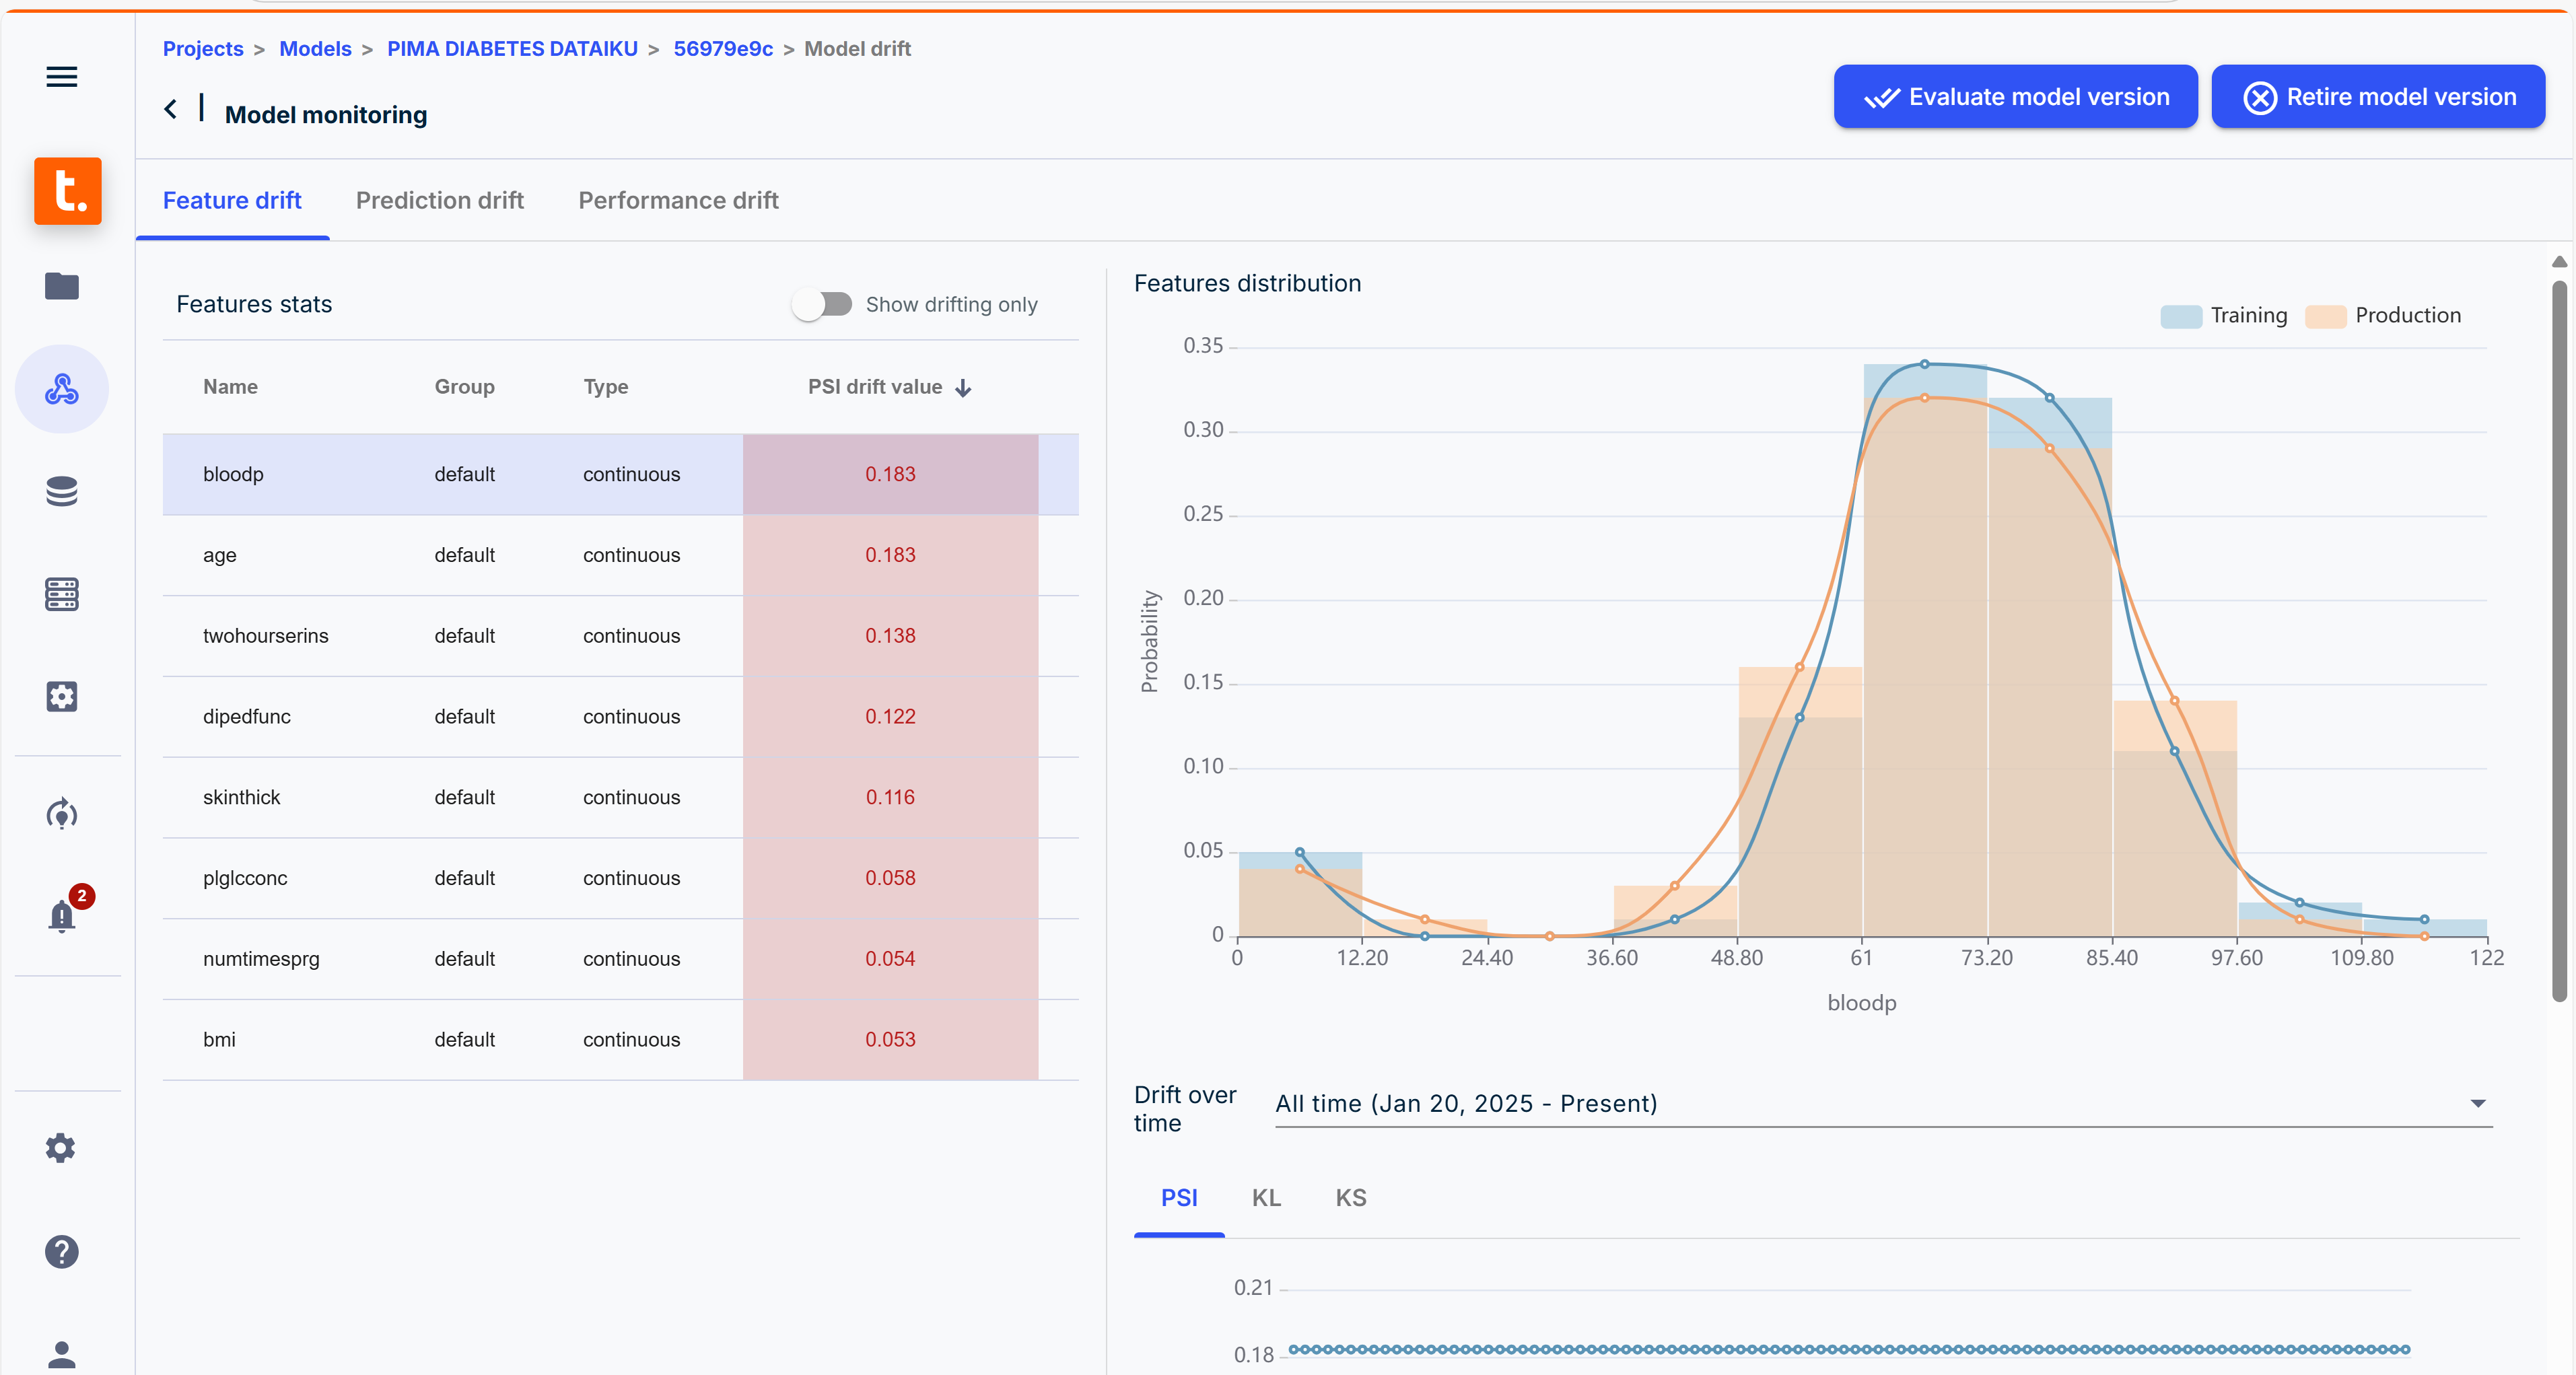 Projects > Models > PIMA DIABETES DATAIKU > 56979e9c > Model drift
Model monitoring
Evaluate model version
Retire model version
t.
Feature drift Prediction drift Performance drift
Features stats
Show drifting only
Name Group Type PSI drift value
bloodp default continuous 0.183
age default continuous 0.183
twohourserins default continuous 0.138
dipedfunc default continuous 0.122
skinthick default continuous 0.116
plglcconc default continuous 0.058
numtimesprg default continuous 0.054
bmi default continuous 0.053
2
Features distribution
Training Production
0.35
0.30
0.25
0.20
0.15
0.10
0.05
0
Probability
0 12.20 24.40 36.60 48.80 61 73.20 85.40 97.60 109.80 122
bloodp
Drift over
time
All time (Jan 20, 2025 - Present)
PSI KL KS
0.21
0.18